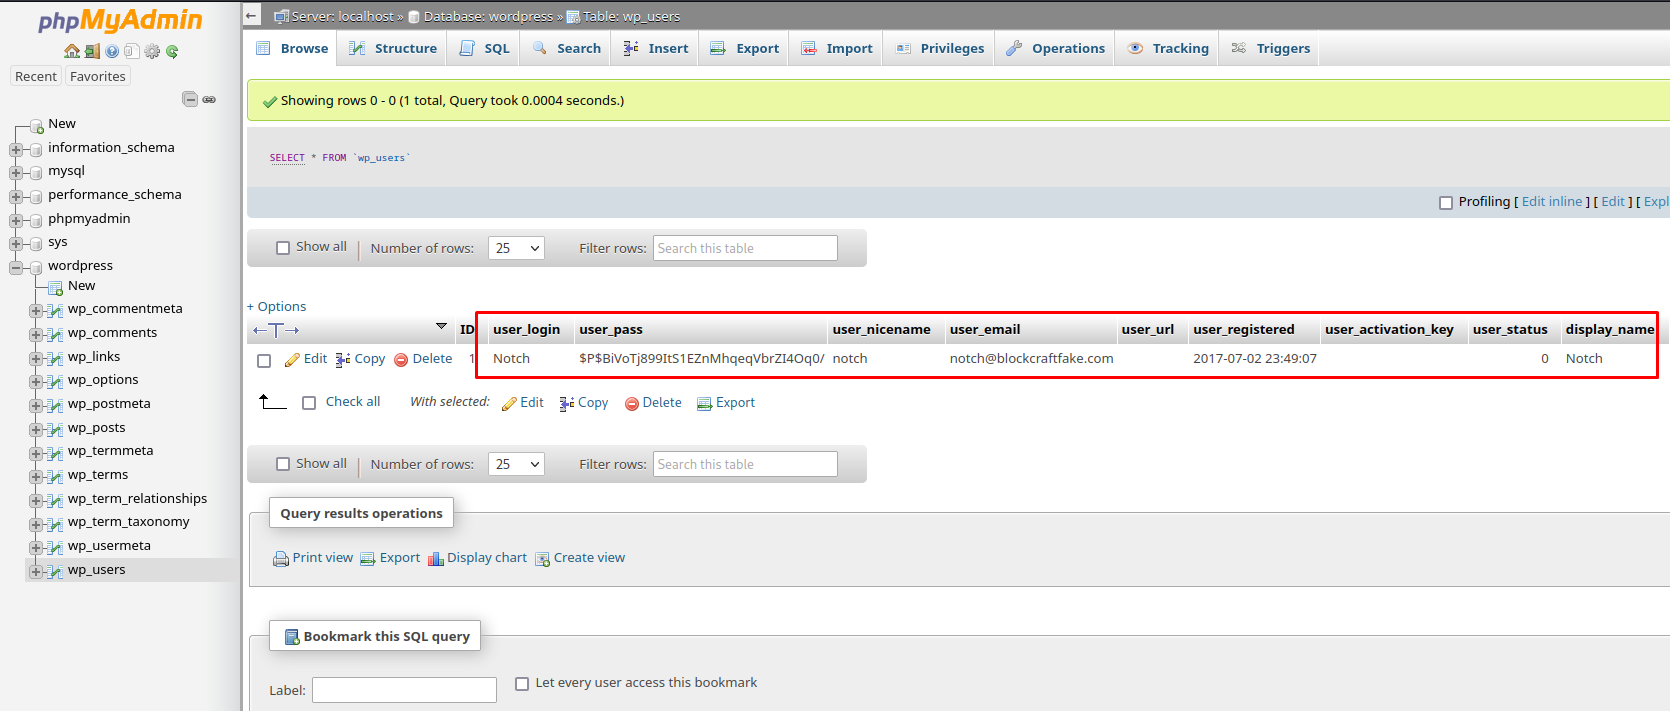 phpMyAdmin
Recent Favorites
New
information_schema
mysql
performance_schema
phpmyadmin
sys
wordpress
New
wp_commentmeta
wp_comments
wp_links
wp_options
wp_postmeta
wp_posts
wp_termmeta
wp_terms
wp_term_relationships
wp_term_taxonomy
wp_usermeta
wp_users
Server: localhost » Database: wordpress » Table: wp_users
Browse Structure SQL Search Insert Export Import Privileges Operations Tracking Triggers
Showing rows 0 - 0 (1 total, Query took 0.0004 seconds.)
SELECT * FROM `wp_users`
Profiling [ Edit inline ] [ Edit ] [ Expl
Show all Number of rows: 25 Filter rows: Search this table
+ Options
←T→ ID user_login user_pass user_nicename user_email user_url user_registered user_activation_key user_status display_name
Edit Copy Delete 1 Notch $P$BiVoTj899ItS1EZnMhqeqVbrZI4Oq0/ notch notch@blockcraftfake.com 2017-07-02 23:49:07 0 Notch
Check all With selected: Edit Copy Delete Export
Show all Number of rows: 25 Filter rows: Search this table
Query results operations
Print view Export Display chart Create view
Bookmark this SQL query
Label: Let every user access this bookmark